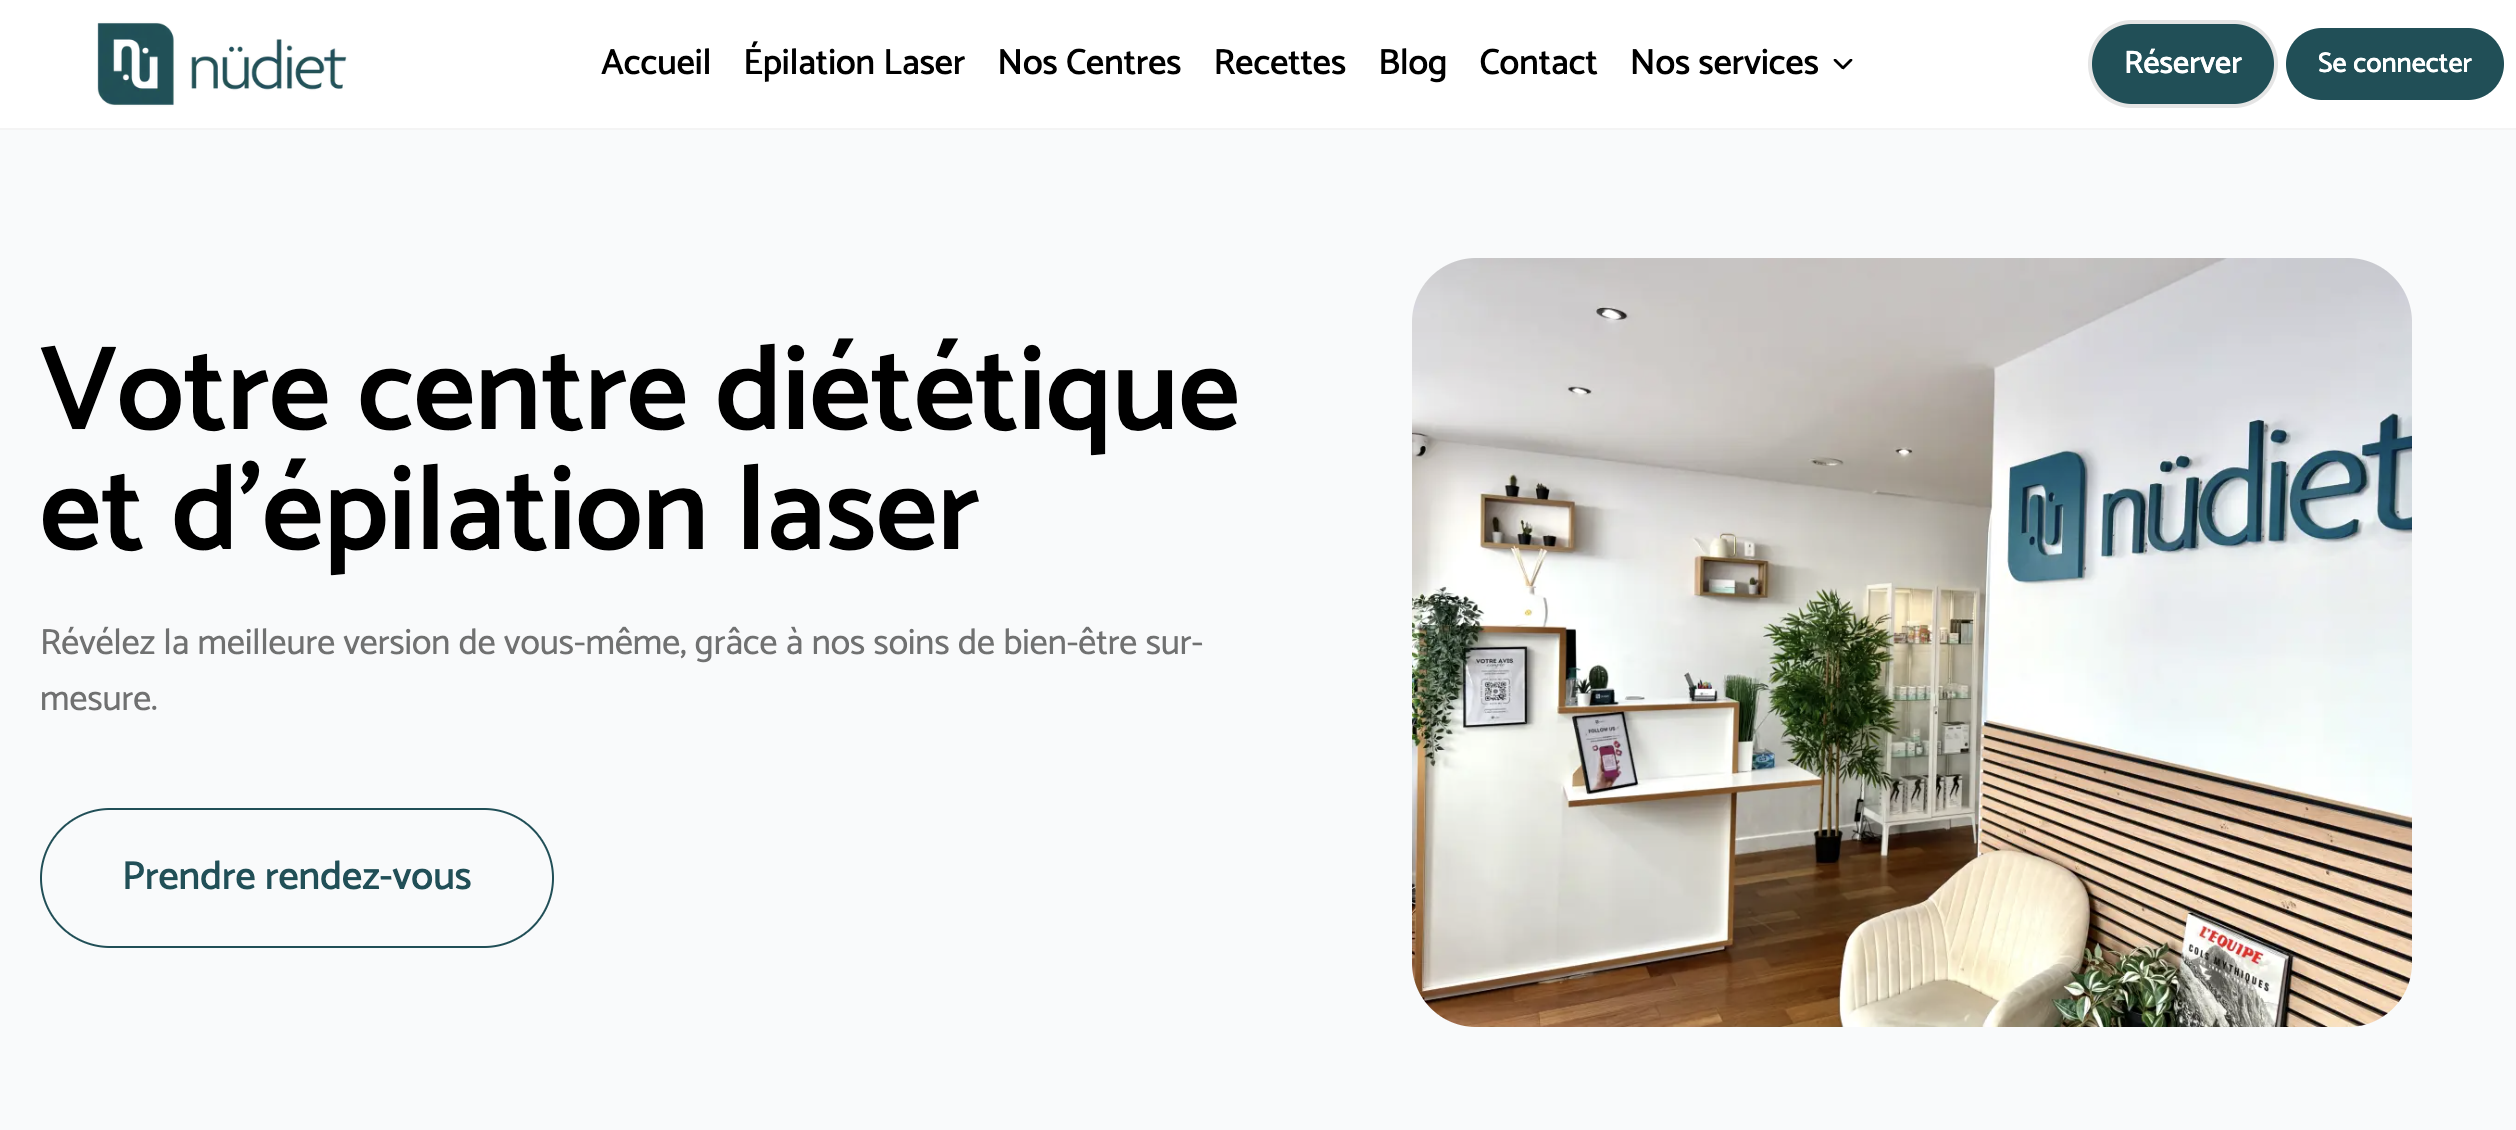 nüdiet
Accueil Épilation Laser Nos Centres Recettes Blog Contact Nos services
Réserver Se connecter
Votre centre diététique
et d'épilation laser
Révélez la meilleure version de vous-même, grâce à nos soins de bien-être sur-
mesure.
Prendre rendez-vous
nüdiet
VOTRE AVIS
FOLLOW US
L'EQUIPE
COLS MYTHIQUES